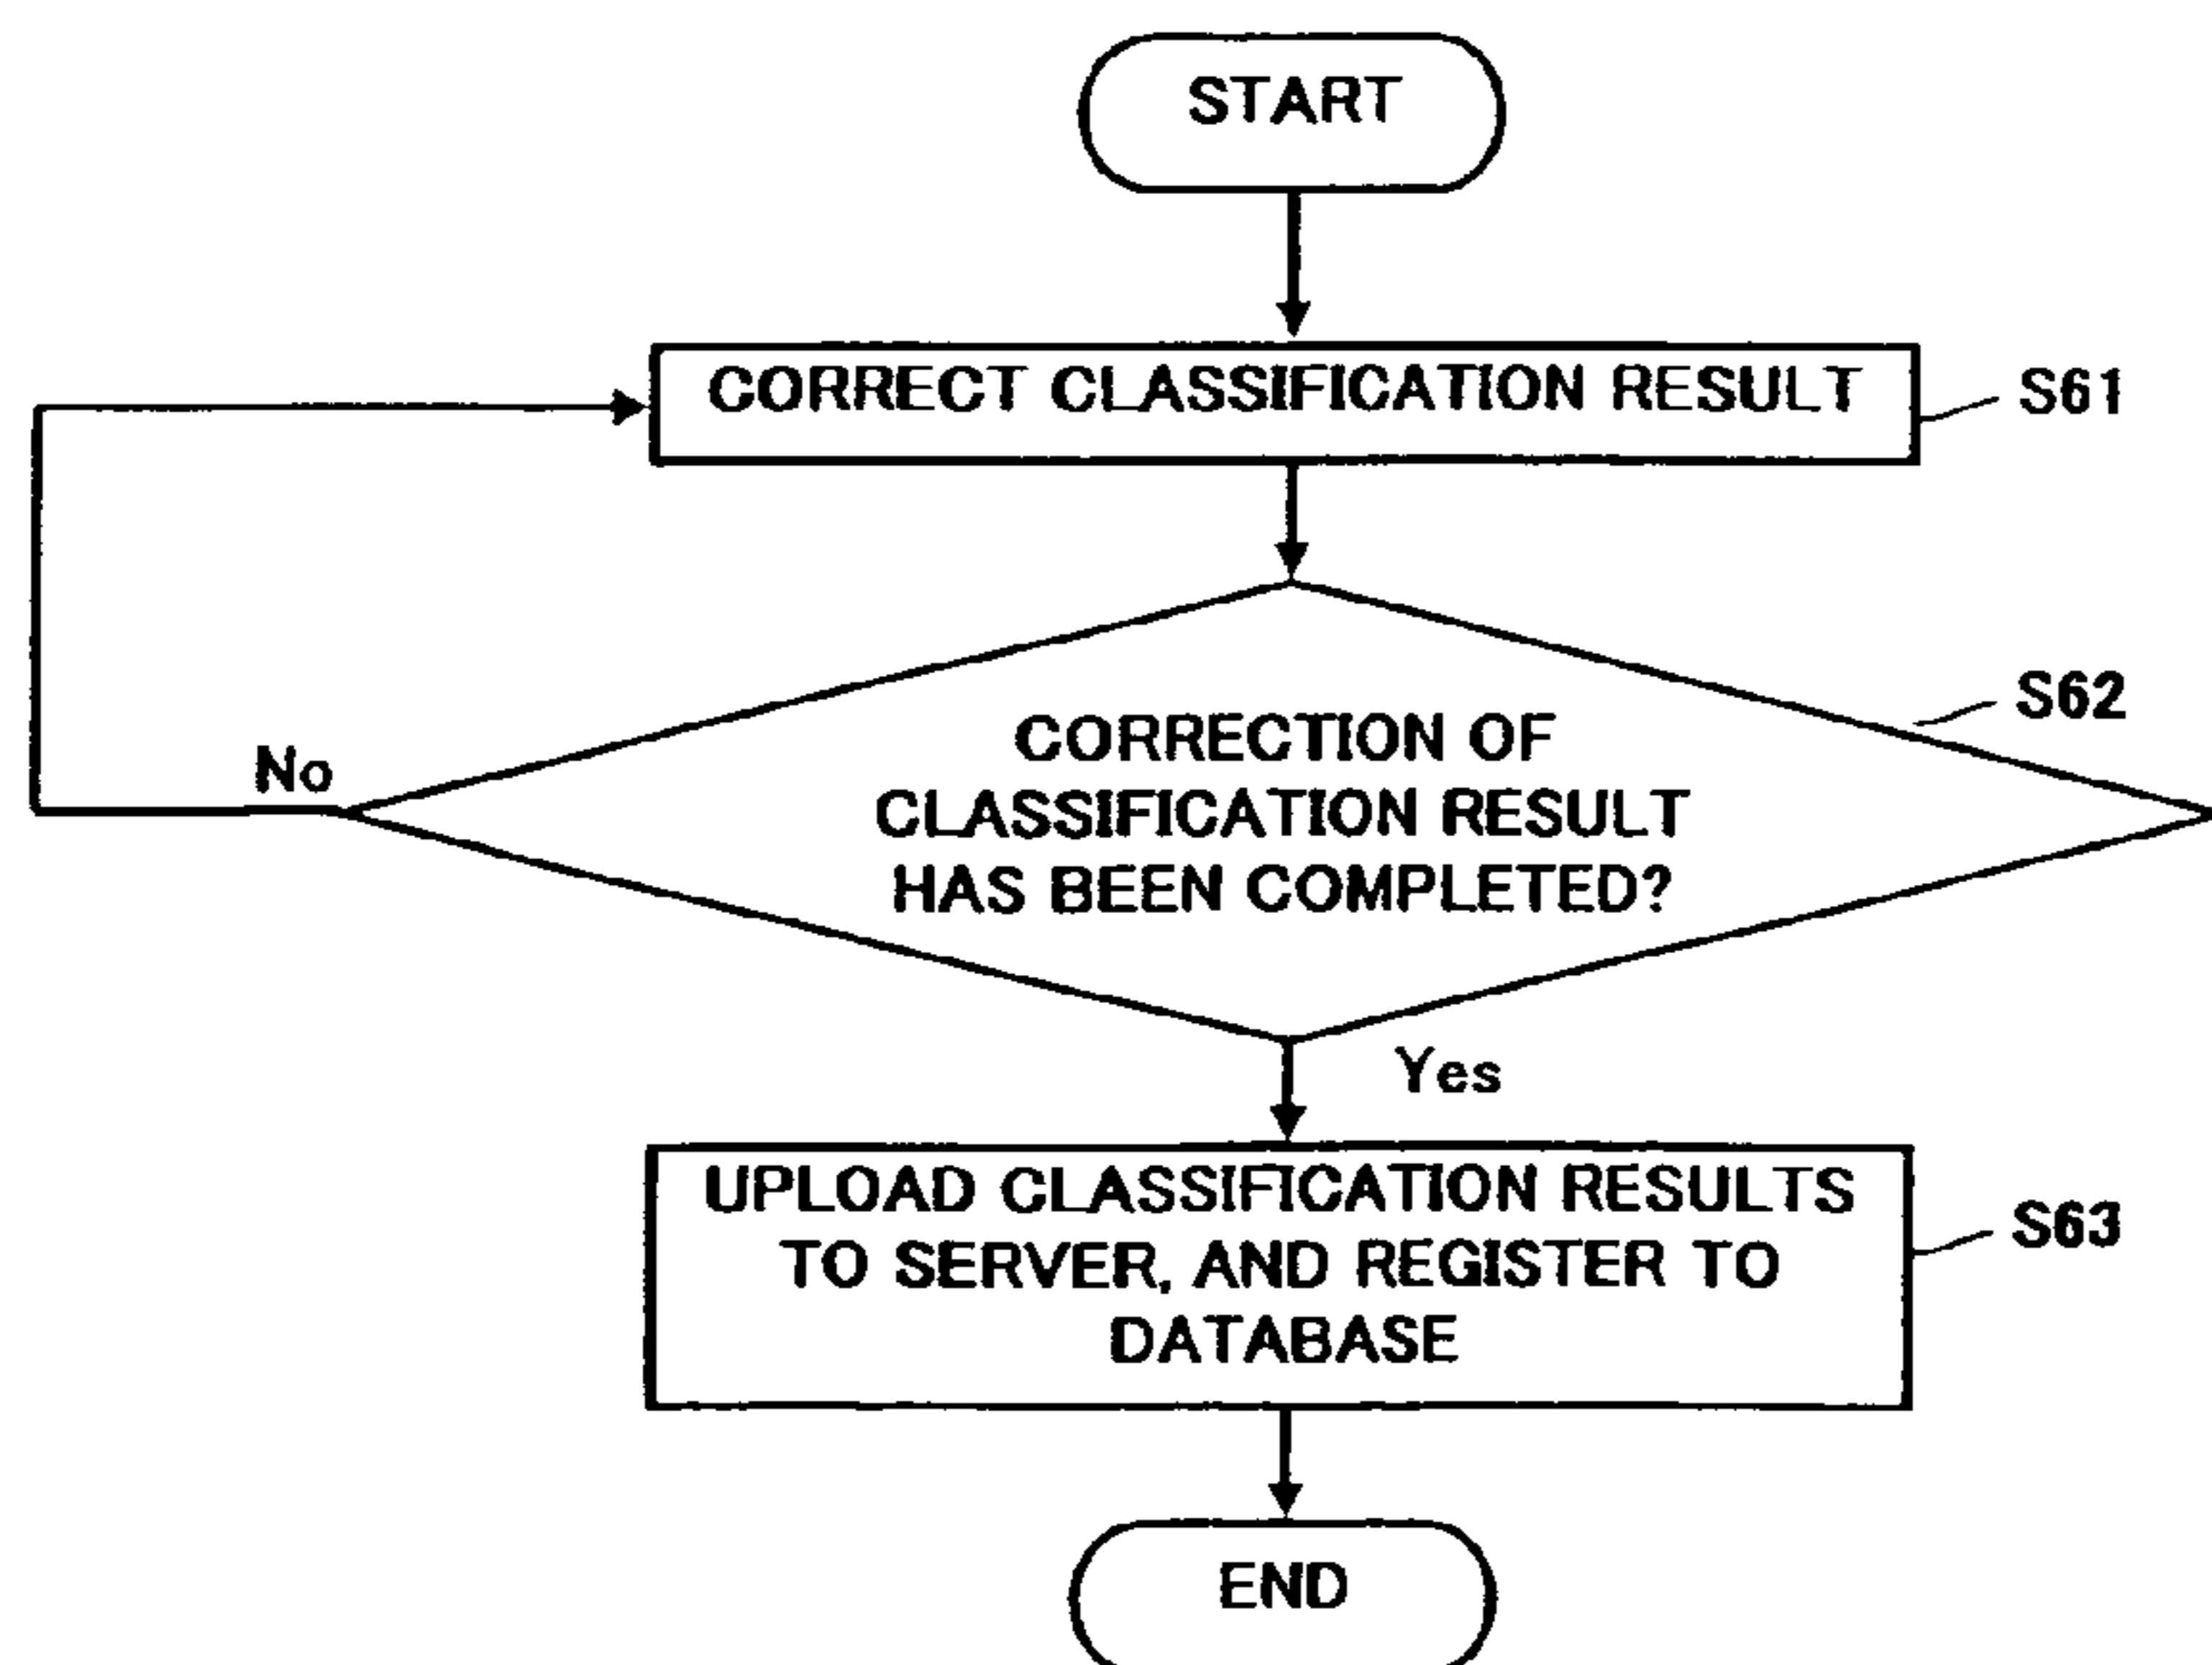 START
CORRECT CLASSIFICATION RESULT
S61
CORRECTION OF
CLASSIFICATION RESULT
HAS BEEN COMPLETED?
S62
No
Yes
UPLOAD CLASSIFICATION RESULTS
TO SERVER, AND REGISTER TO
DATABASE
S63
END